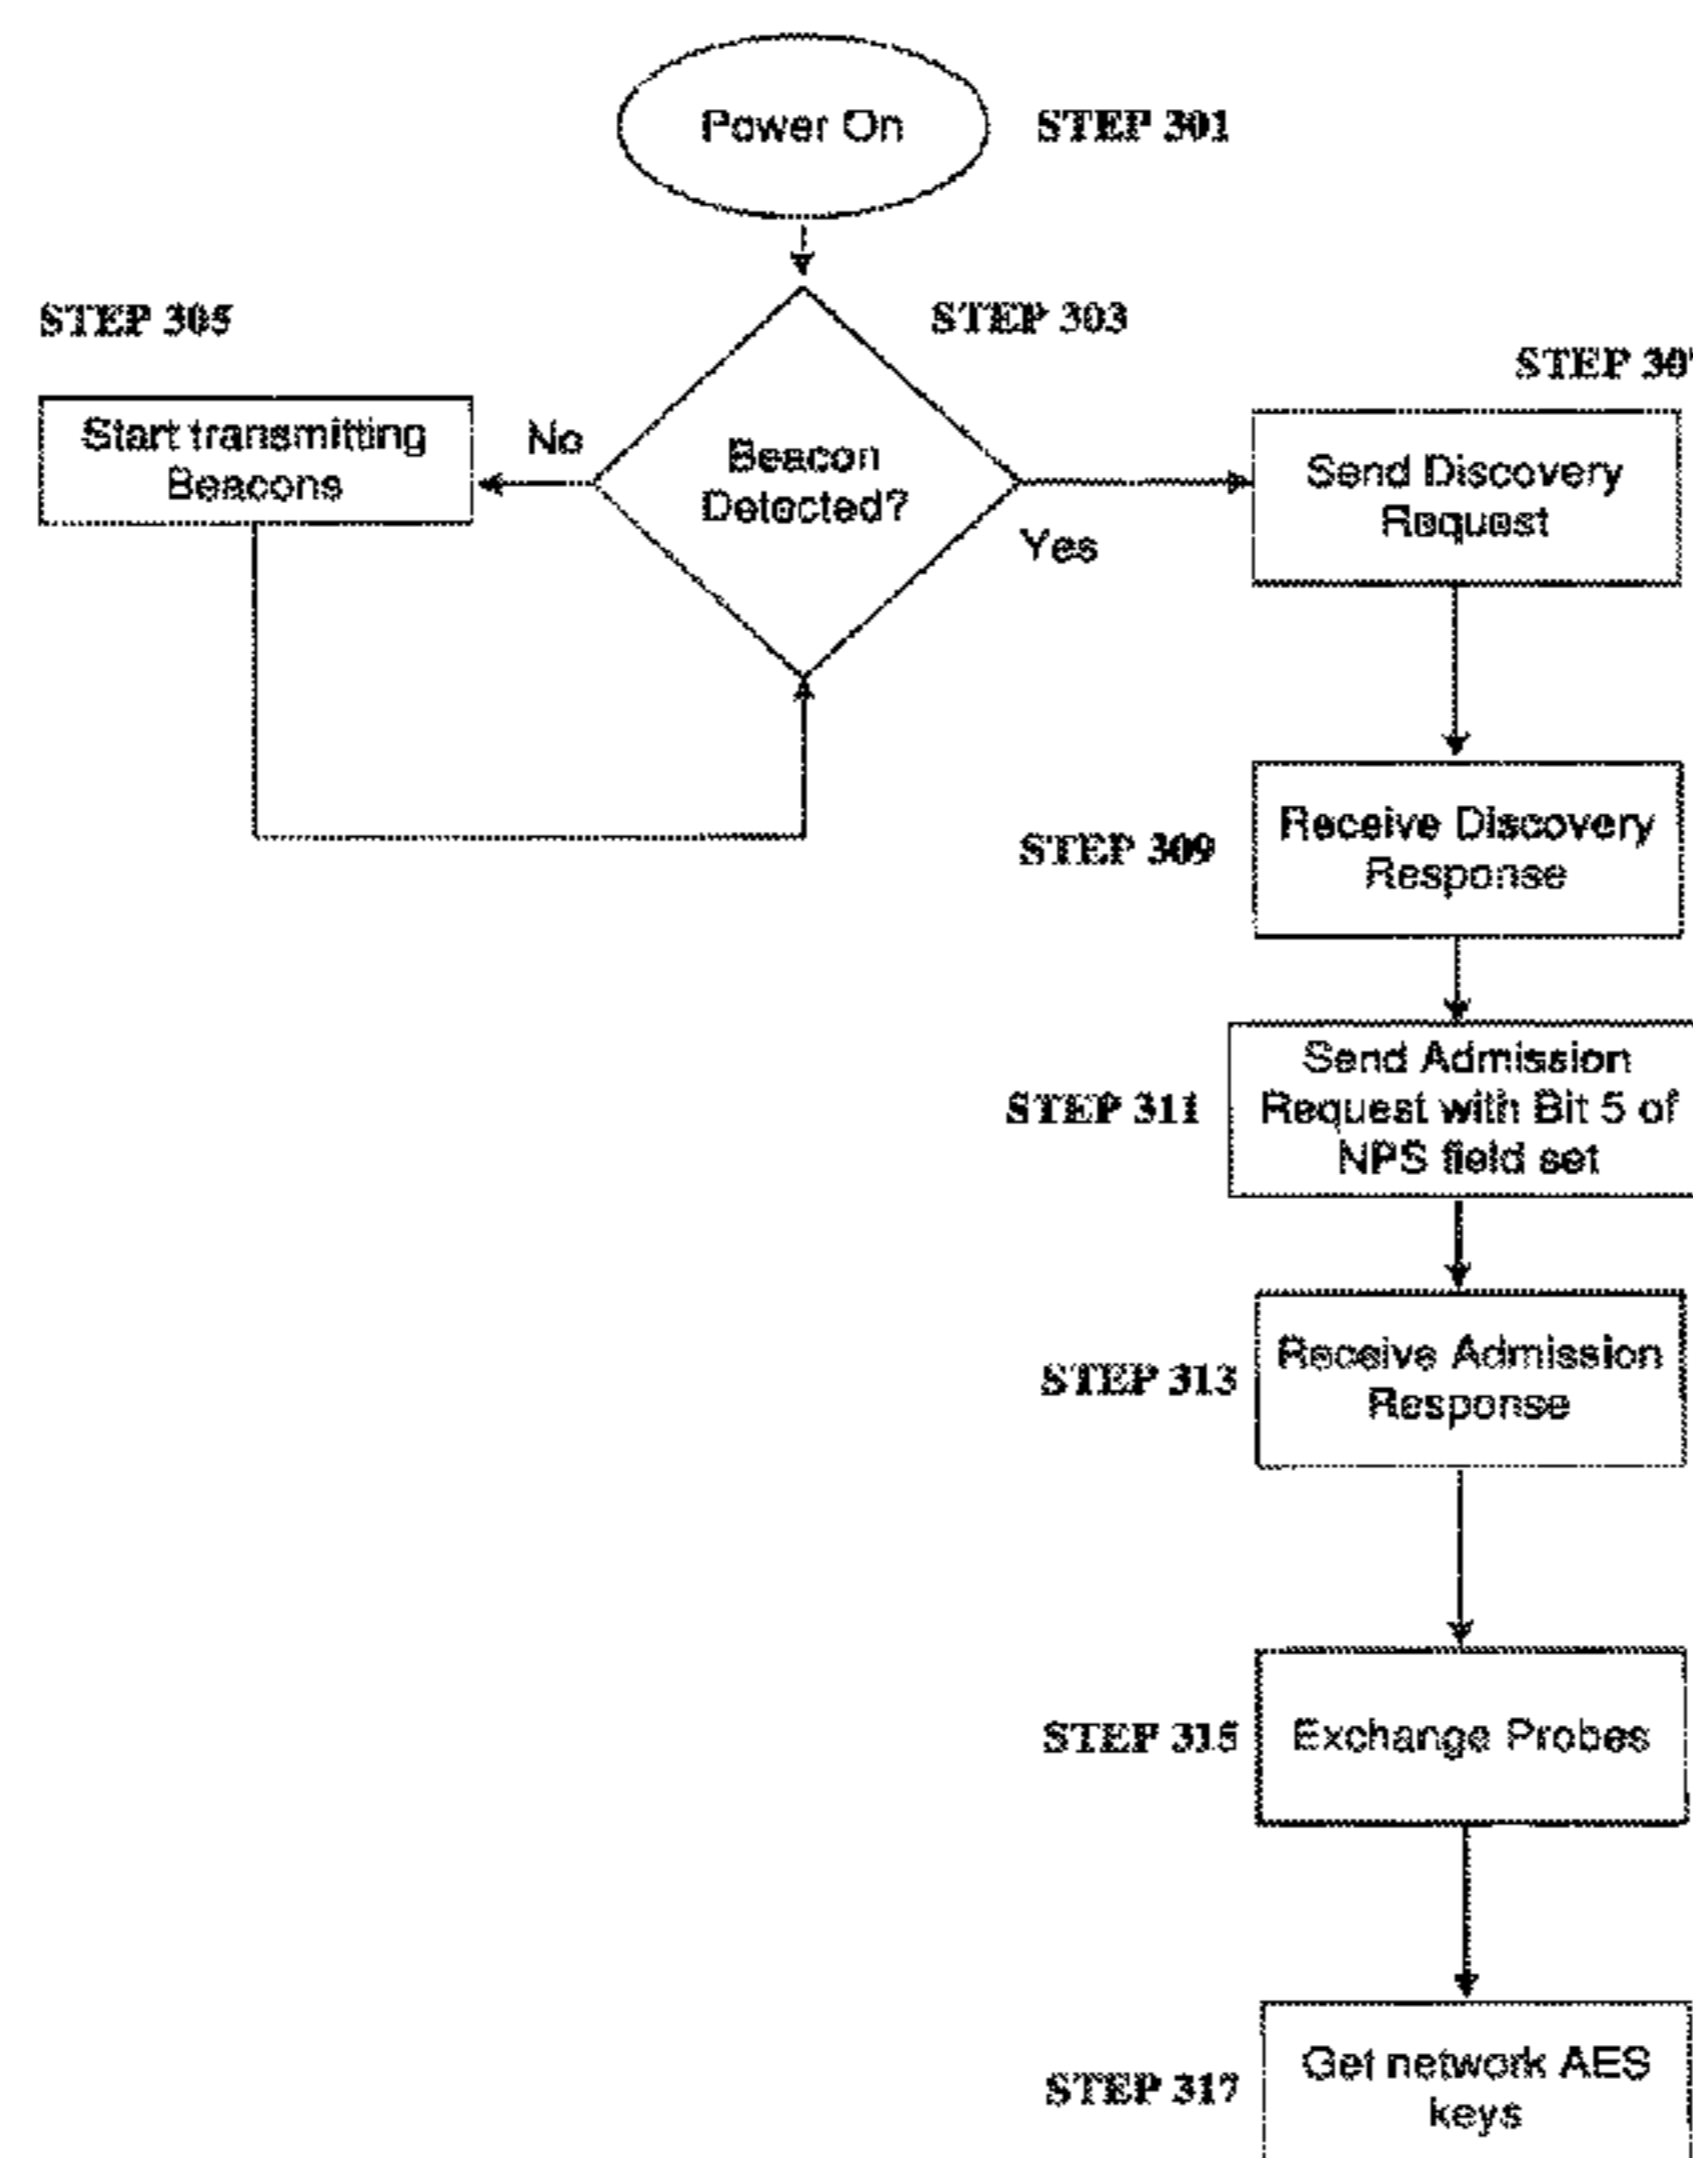 Power On
STEP 301
STEP 305
STEP 303
STEP 30
Start transmitting
Beacons
No
Beacon
Detected?
Yes
Send Discovery
Request
STEP 309
Receive Discovery
Response
STEP 311
Send Admission
Request with Bit 5 of
NPS field set
STEP 313
Receive Admission
Response
STEP 315
Exchange Probes
STEP 317
Get network AES
keys